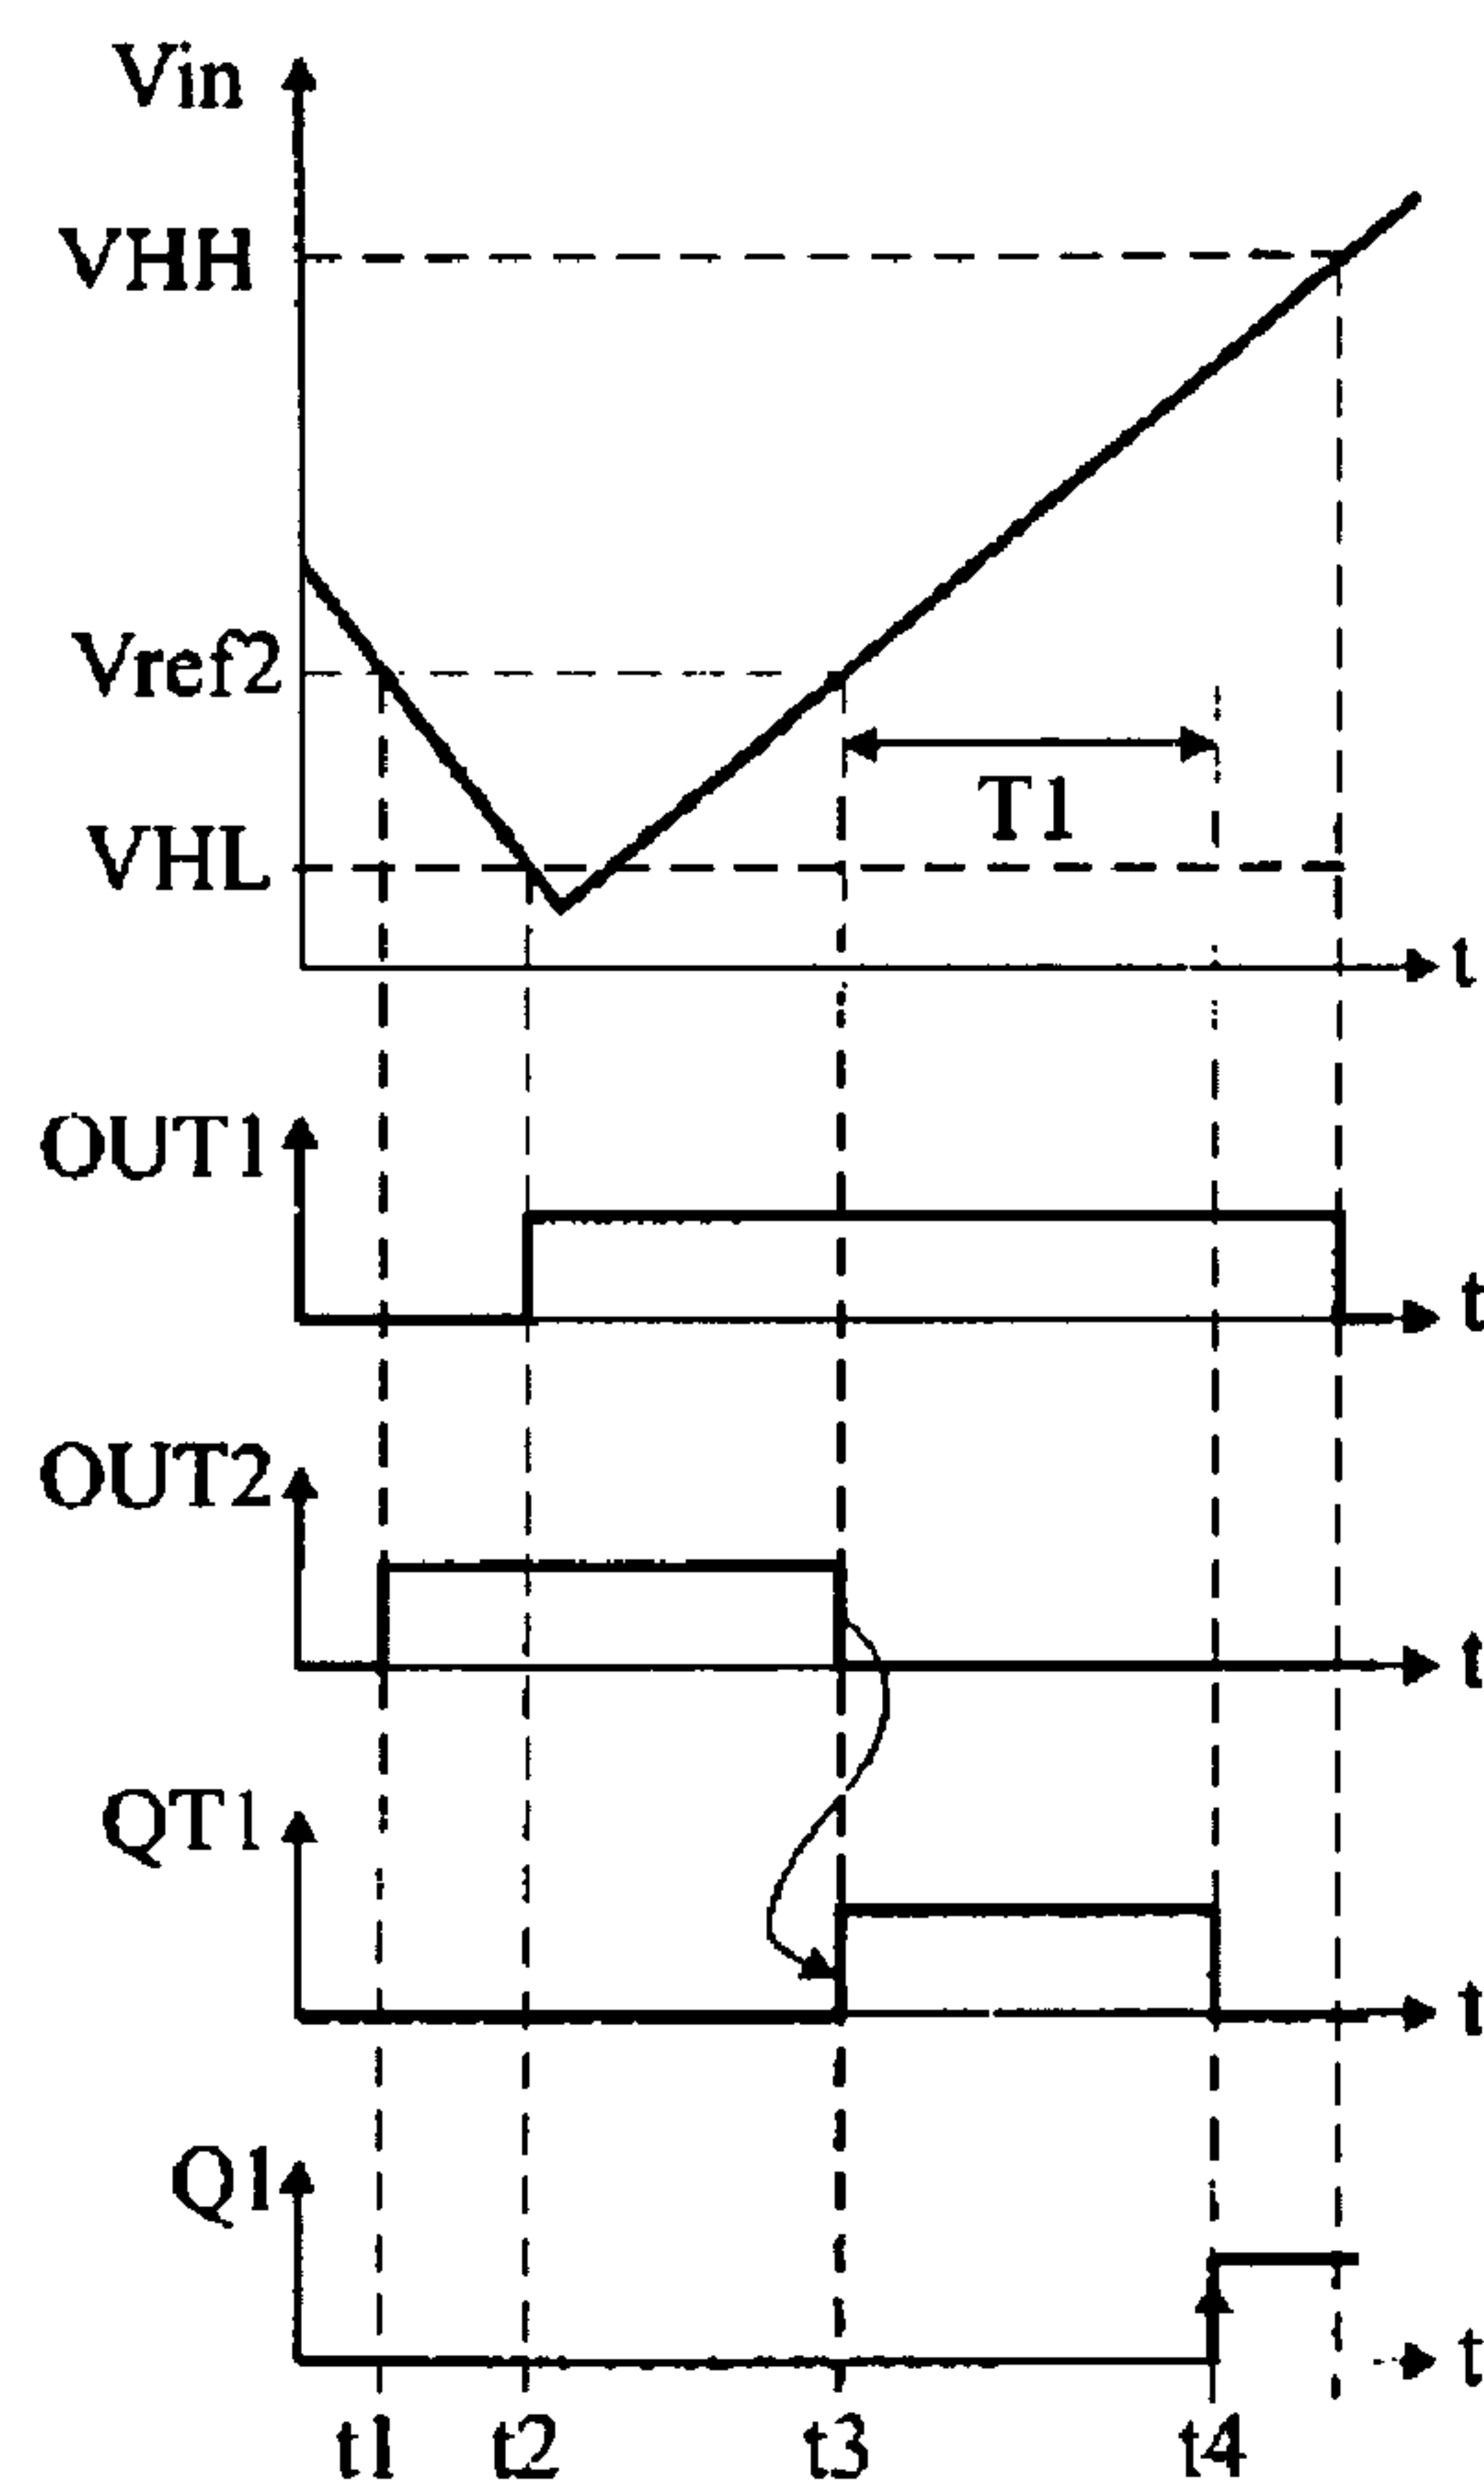 Vin
VHH
Vref2
T1
VHL
t
OUT1
t
OUT2
t
QT1
t
Q1
t
t1 t2 t3 t4